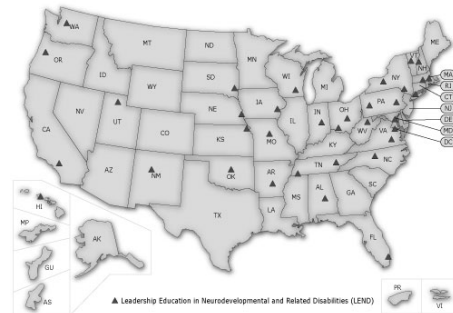 WA
OR
CA
NV
ID
MT
WY
UT
AZ
CO
NM
ND
SD
NE
KS
OK
TX
MN
IA
MO
AR
LA
WI
IL
MI
IN
OH
KY
TN
MS
AL
GA
FL
SC
NC
VA
WV
PA
NY
VT
NH
ME
MA
RI
CT
NJ
DE
MD
DC
HI
MP
GU
AS
AK
PR
VI
Leadership Education in Neurodevelopmental and Related Disabilities (LEND)